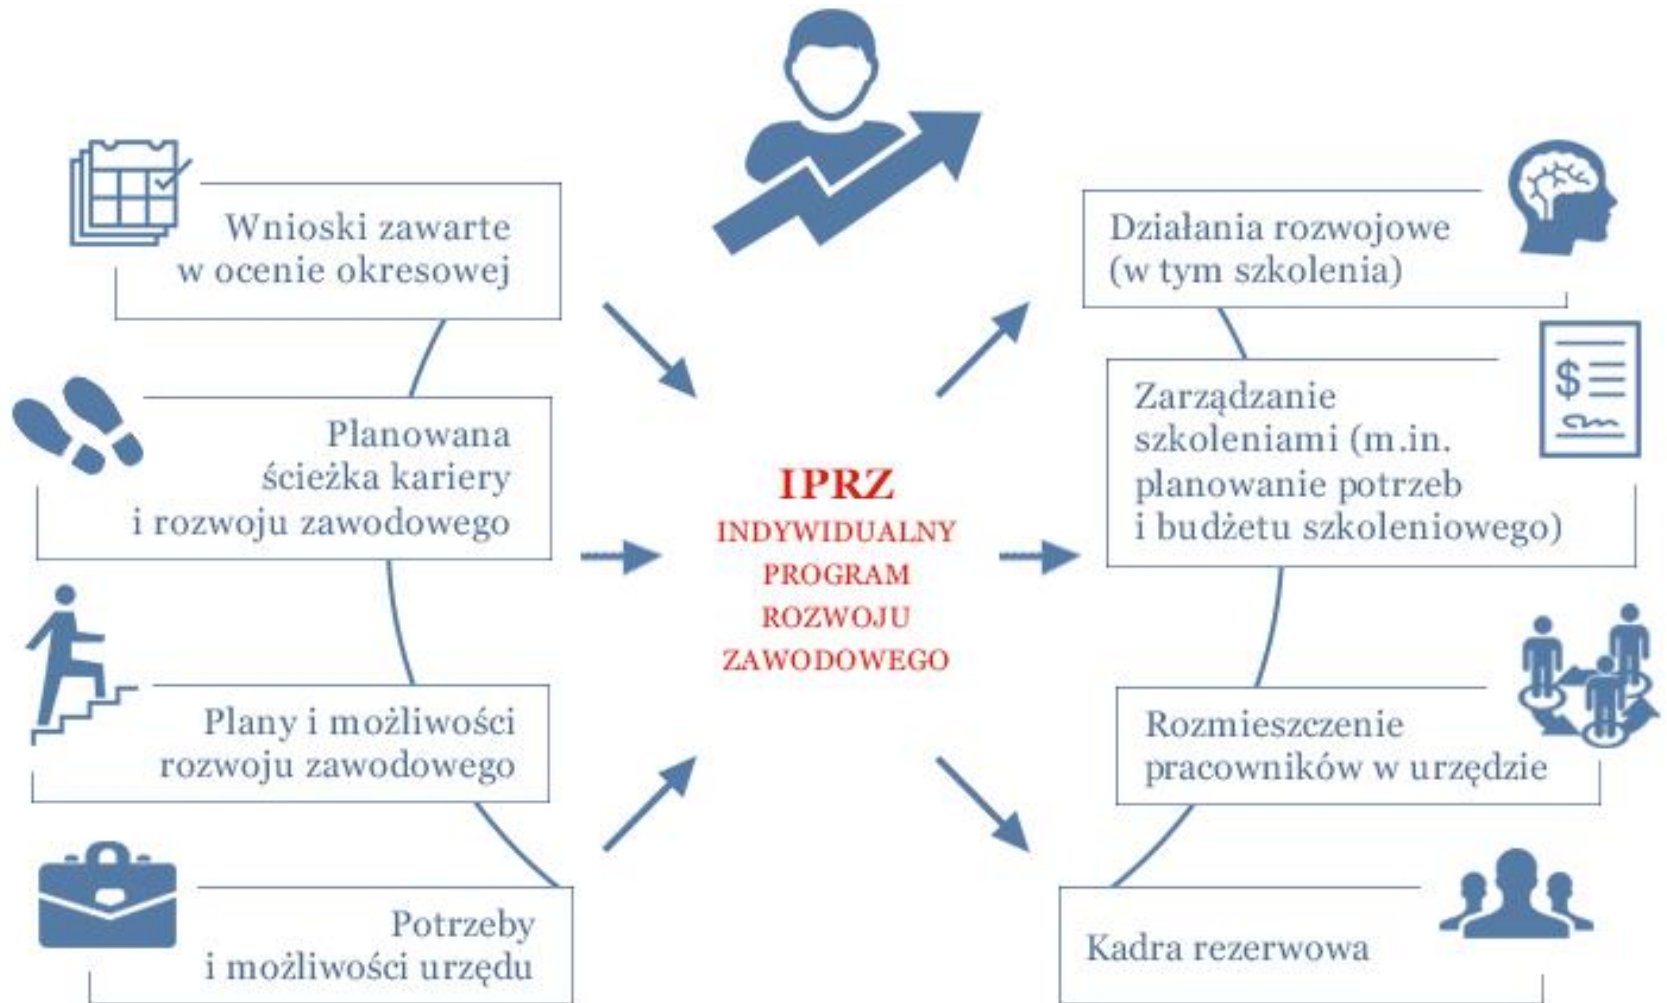 Wnioski zawarte
w ocenie okresowej
Planowana
ścieżka kariery
i rozwoju zawodowego
Plany i możliwości
rozwoju zawodowego
Potrzeby
i możliwości urzędu
IPRZ
INDYWIDUALNY
PROGRAM
ROZWOJU
ZAWODOWEGO
Działania rozwojowe
(w tym szkolenia)
Zarządzanie
szkoleniami (m.in.
planowanie potrzeb
i budżetu szkoleniowego)
$
Rozmieszczenie
pracowników w urzędzie
Kadra rezerwowa